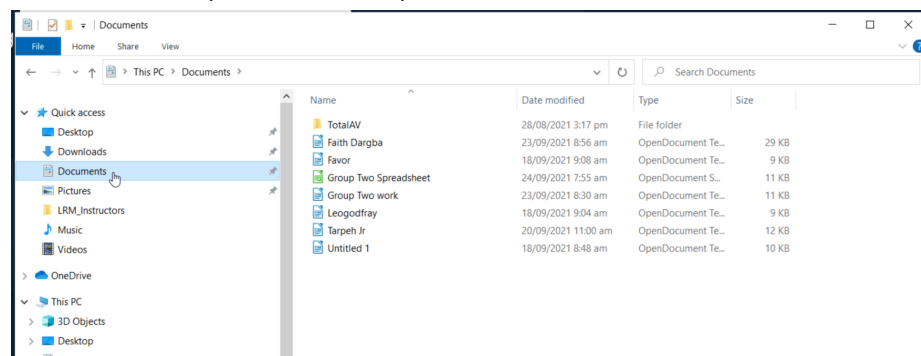 Documents
File Home Share View
This PC > Documents >
Search Documents
Name Date modified Type Size
Quick access
Desktop
Downloads
Documents
Pictures
LRM_Instructors
Music
Videos
OneDrive
This PC
3D Objects
Desktop
TotalAV 28/08/2021 3:17 pm File folder
Faith Dargba 23/09/2021 8:56 am OpenDocument Te... 29 KB
Favor 18/09/2021 9:08 am OpenDocument Te... 9 KB
Group Two Spreadsheet 24/09/2021 7:55 am OpenDocument S... 11 KB
Group Two work 23/09/2021 8:30 am OpenDocument Te... 11 KB
Leogodfray 18/09/2021 9:04 am OpenDocument Te... 9 KB
Tarpeh Jr 20/09/2021 11:00 am OpenDocument Te... 12 KB
Untitled 1 18/09/2021 8:48 am OpenDocument Te... 10 KB